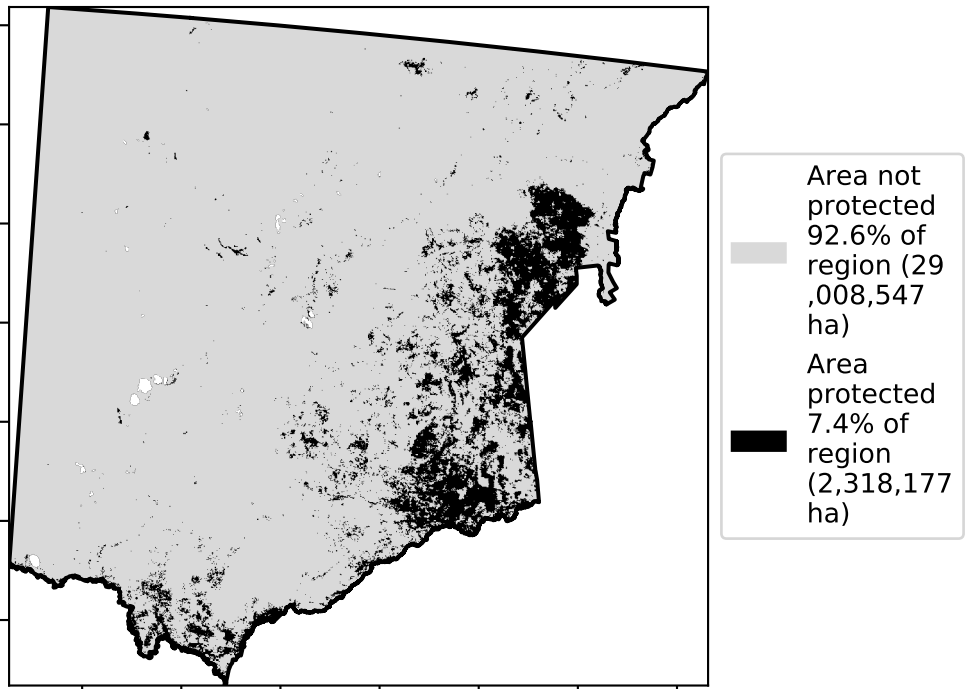 Area not
protected
92.6% of
region (29
,008,547
ha)
Area
protected
7.4% of
region
(2,318,177
ha)